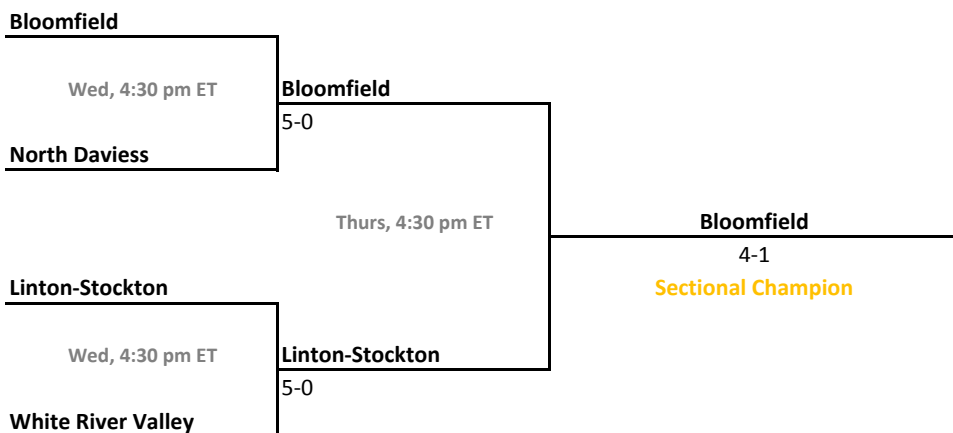 Bloomfield
Wed, 4:30 pm ET
Bloomfield
5-0
North Daviess
Thurs, 4:30 pm ET
Bloomfield
4-1
Sectional Champion
Linton-Stockton
Wed, 4:30 pm ET
Linton-Stockton
5-0
White River Valley